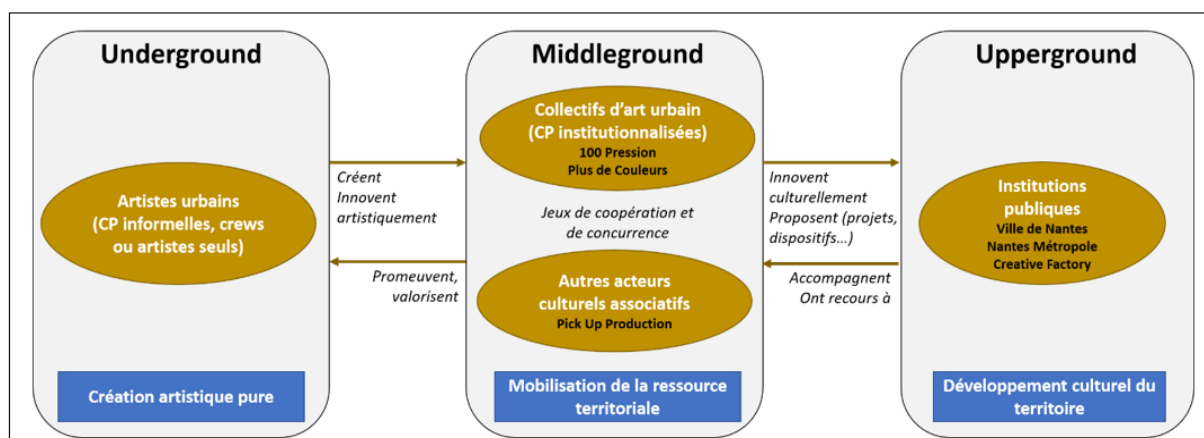 Underground
Artistes urbains
(CP informelles, crews
ou artistes seuls)
Création artistique pure
Créent
Innovent
artistiquement
Promeuvent,
valorisent
Middleground
Collectifs d'art urbain
(CP institutionnalisées)
100 Pression
Plus de Couleurs
Jeux de coopération et
de concurrence
Autres acteurs
culturels associatifs
Pick Up Production
Mobilisation de la ressource
territoriale
Innovent
culturellement
Proposent (projets,
dispositifs...)
Accompagnent
Ont recours à
Upperground
Institutions
publiques
Ville de Nantes
Nantes Métropole
Creative Factory
Développement culturel du
territoire